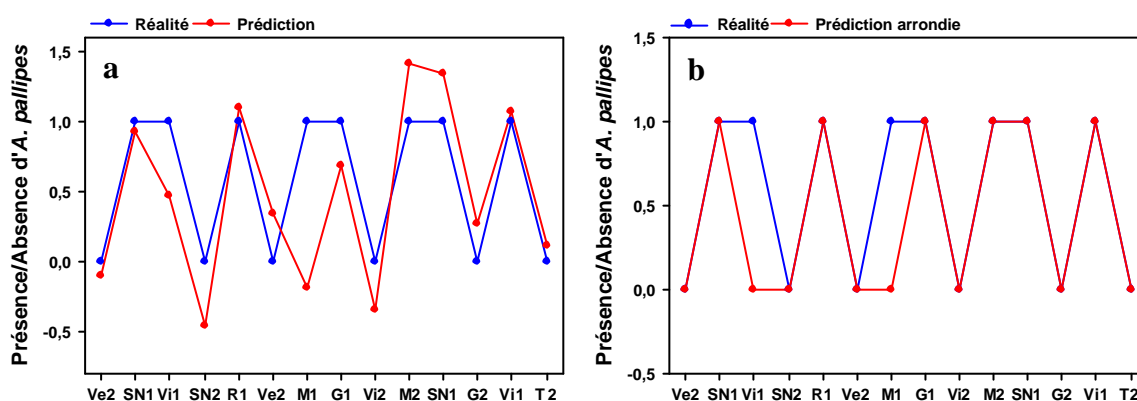 Réalité Prédiction
a
Présence/Absence d' A. pallipes
1,5
1,0
0,5
0,0
-0,5
Ve2 SN1 Vi1 SN2 R1 Ve2 M1 G1 Vi2 M2 SN1 G2 Vi1 T2
Réalité Prédiction arrondie
b
Présence/Absence d' A. pallipes
1,5
1,0
0,5
0,0
-0,5
Ve2 SN1 Vi1 SN2 R1 Ve2 M1 G1 Vi2 M2 SN1 G2 Vi1 T2